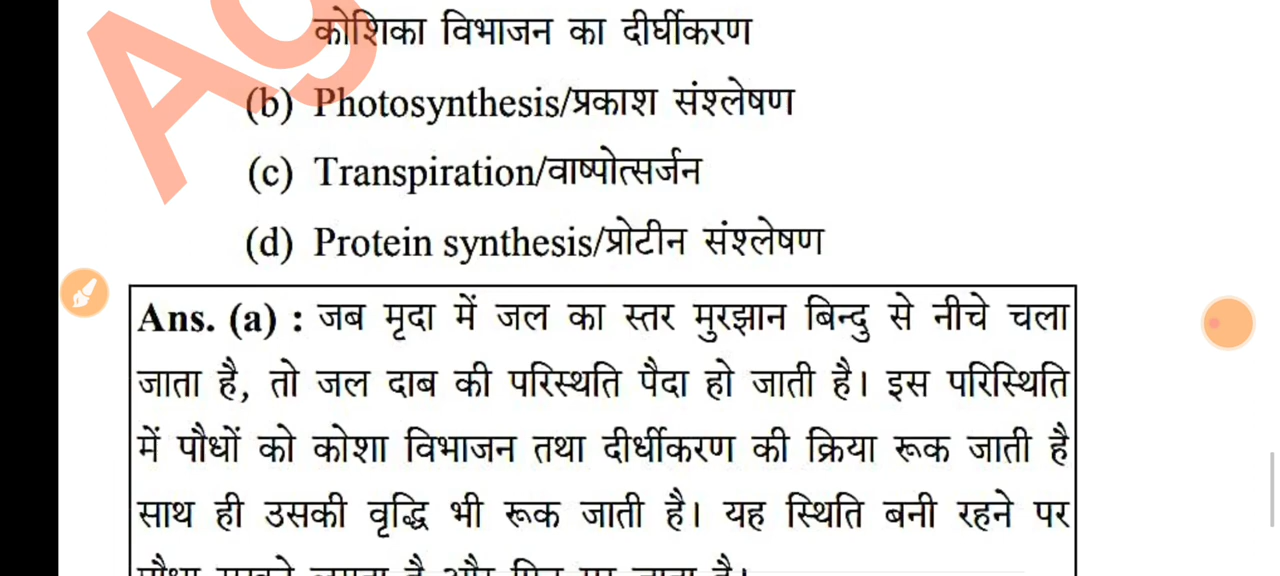 कोशिका विभाजन का दीर्घीकरण
(b) Photosynthesis/प्रकाश संश्लेषण
(c) Transpiration/वाष्पोत्सर्जन
(d) Protein synthesis/प्रोटीन संश्लेषण
Ans. (a) : जब मृदा में जल का स्तर मुरझान बिन्दु से नीचे चला
जाता है, तो जल दाब की परिस्थति पैदा हो जाती है। इस परिस्थिति
में पौधों को कोशा विभाजन तथा दीर्धीकरण की क्रिया रूक जाती है
साथ ही उसकी वृद्धि भी रूक जाती है। यह स्थिति बनी रहने पर